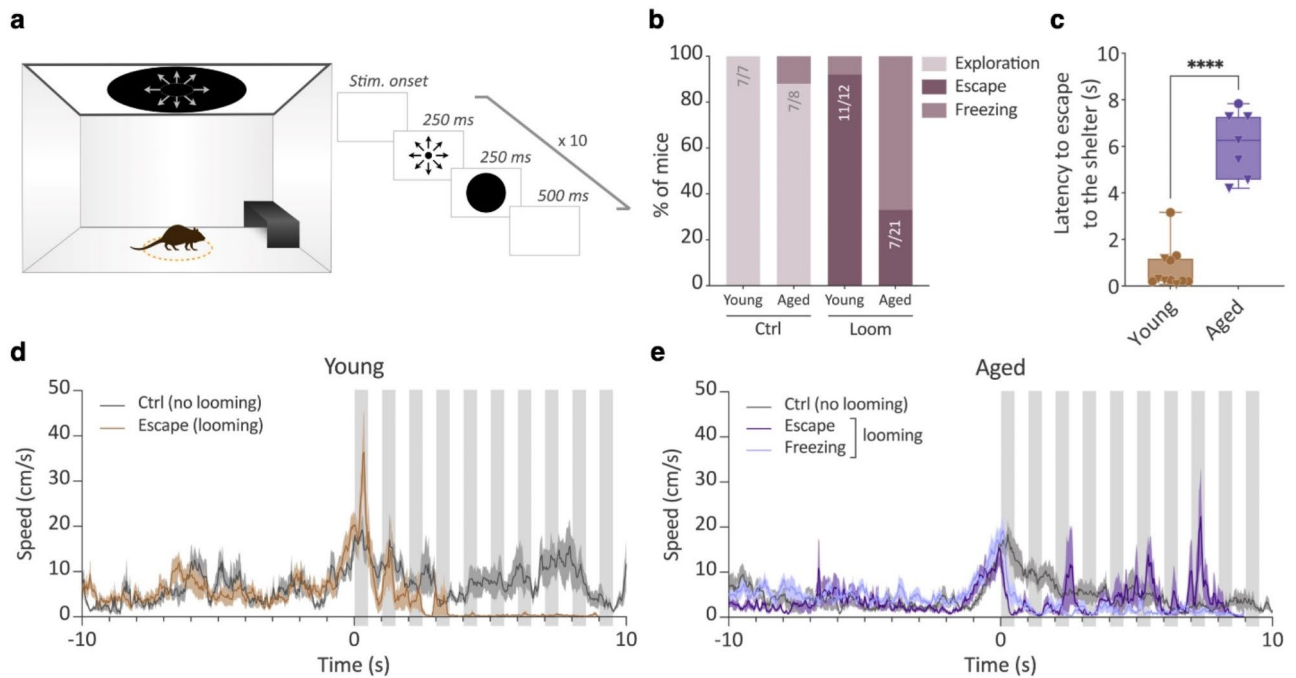 a
Stim. onset
250 ms
250 ms
500 ms
x 10
b
% of mice
100
80
60
40
20
0
7/7
7/8
11/12
7/21
Young
Aged
Young
Aged
Ctrl
Loom
Exploration
Escape
Freezing
c
Latency to escape
to the shelter (s)
10
8
6
4
2
0
****
Young
Aged
d
Young
Speed (cm/s)
50
40
30
20
10
0
Ctrl (no looming)
Escape (looming)
-10
0
10
Time (s)
e
Aged
Speed (cm/s)
50
40
30
20
10
0
Ctrl (no looming)
Escape
Freezing
looming
-10
0
10
Time (s)